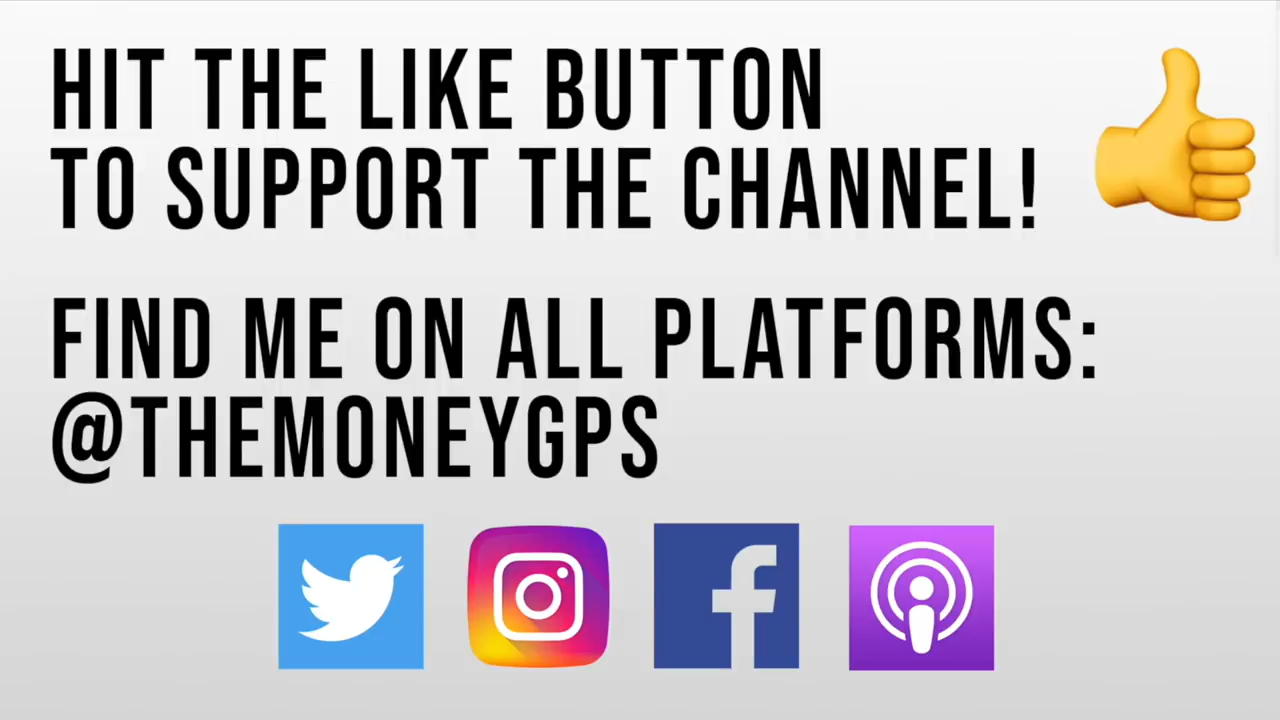 HIT THE LIKE BUTTON
TO SUPPORT THE CHANNEL!
FIND ME ON ALL PLATFORMS:
@THEMONEYGPS